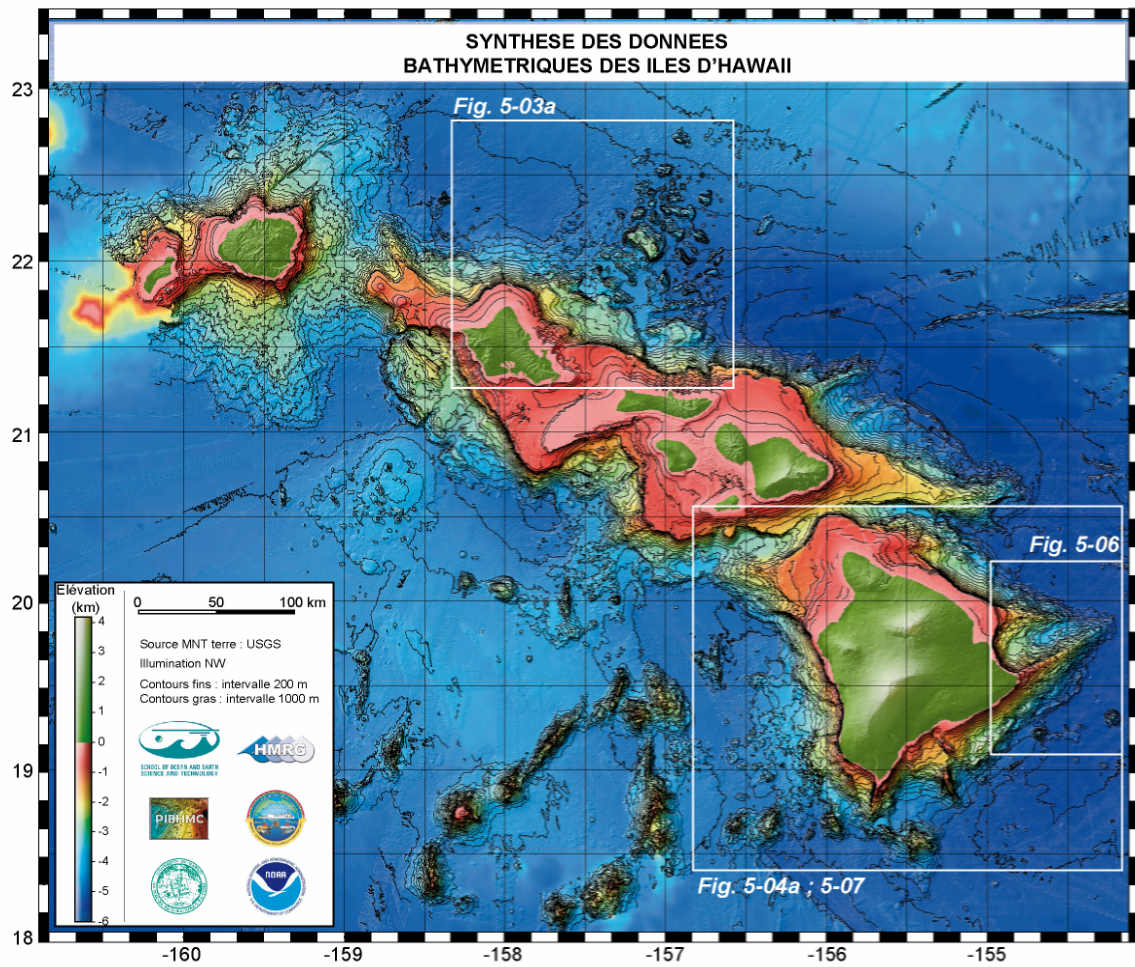 SYNTHESE DES DONNEES
BATHYMETRIQUES DES ILES D'HAWAII
Fig. 5-03a
23
22
21
20
19
18
Fig. 5-06
Fig. 5-04a ; 5-07
Elévation
(km)
4
3
2
1
0
-1
-2
-3
-4
-5
-6
0 50 100 km
Source MNT terre : USGS
Illumination NW
Contours fins : intervalle 200 m
Contours gras : intervalle 1000 m
SCHOOL OF OCEAN AND EARTH
SCIENCE AND TECHNOLOGY
HMRG
PIBHMC
NOAA
-160 -159 -158 -157 -156 -155